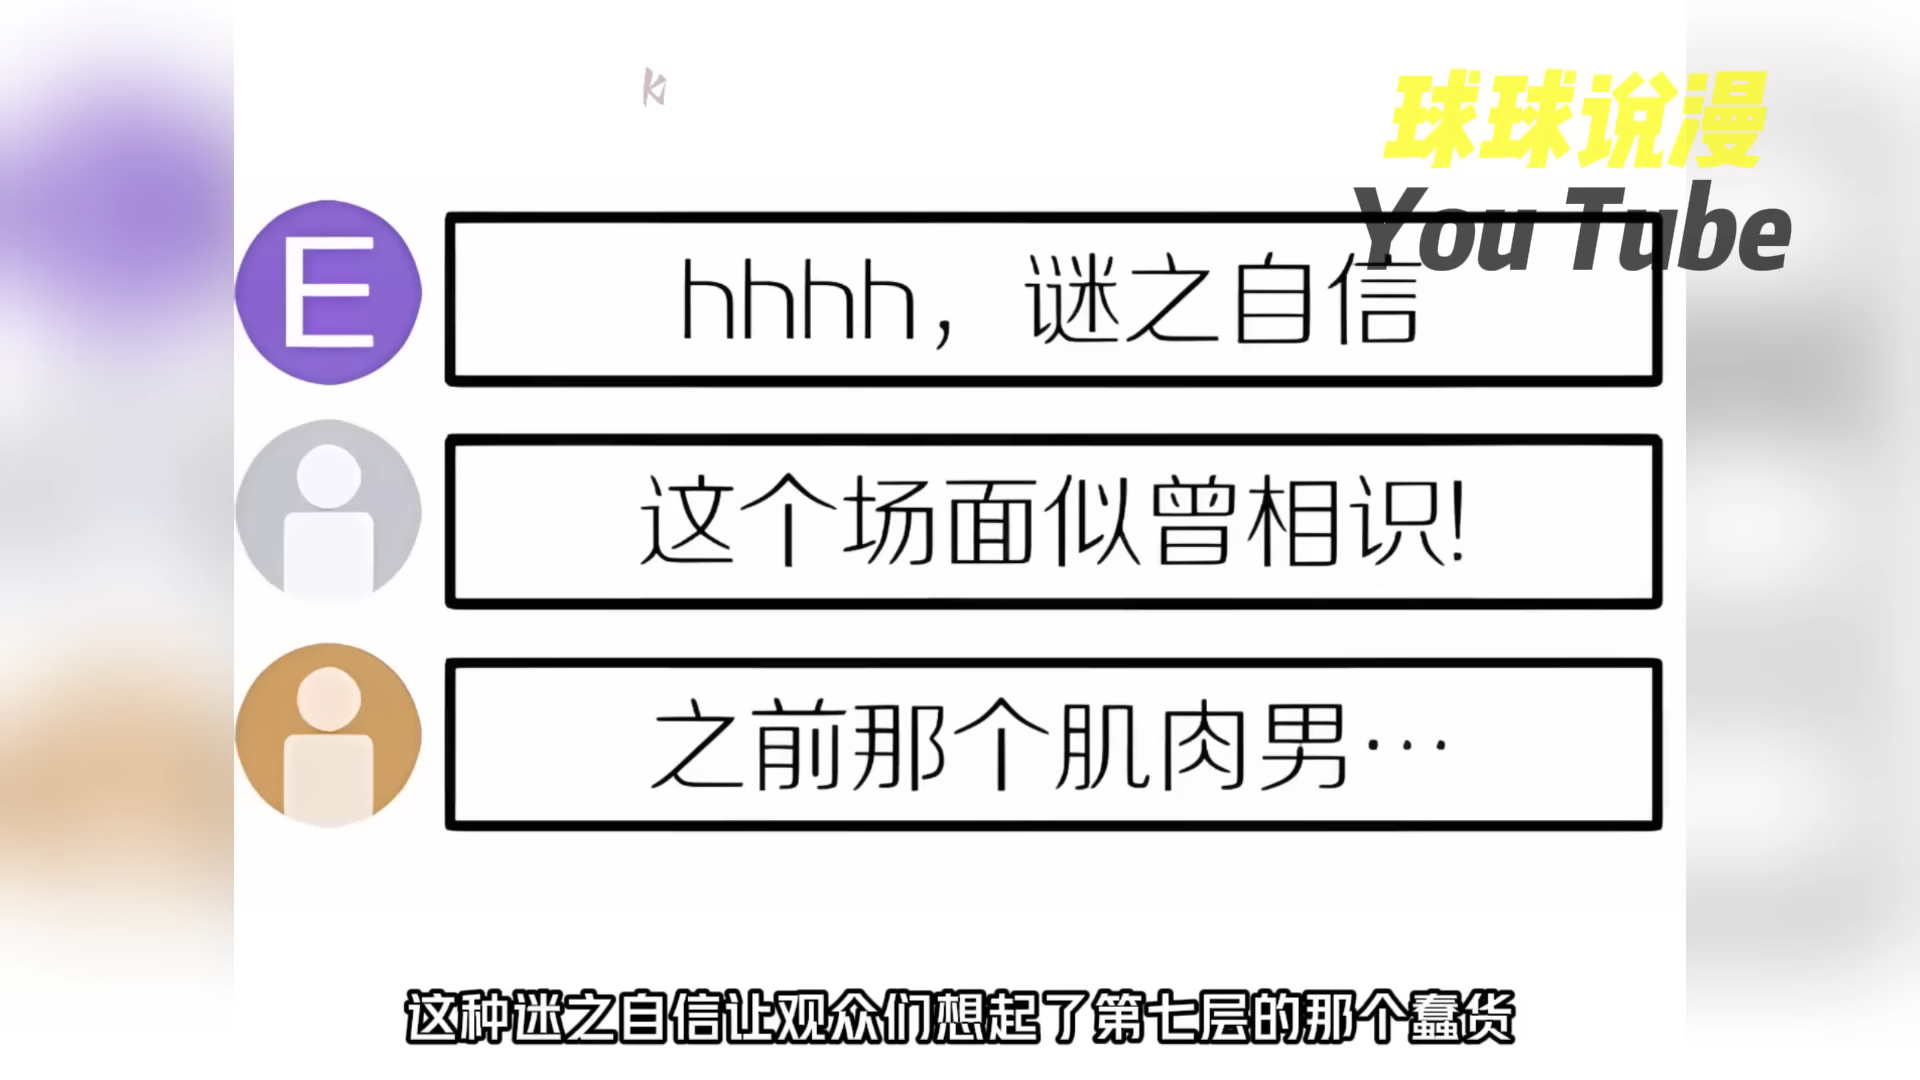 K
球球说漫
You Tube
E
hhhh，谜之自信
这个场面似曾相识！
之前那个肌肉男…
这种迷之自信让观众们想起了第七层的那个蠢货